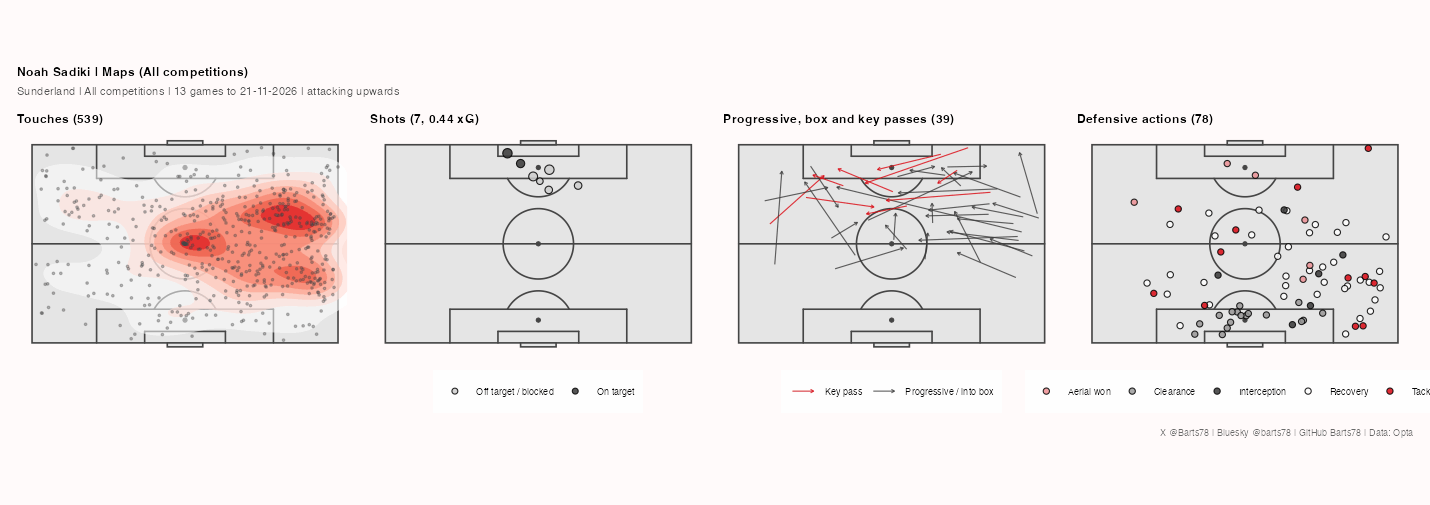 Noah Sadiki | Maps (All competitions)
Sunderland | All competitions | 13 games to 21-11-2026 | attacking upwards
Touches (539)
Shots (7, 0.44 xG)
Progressive, box and key passes (39)
Defensive actions (78)
Off target / blocked
On target
Key pass
Progressive / into box
Aerial won
Clearance
Interception
Recovery
Tack
X @Barts78 | Bluesky @barts78 | GitHub Barts78 | Data: Opta